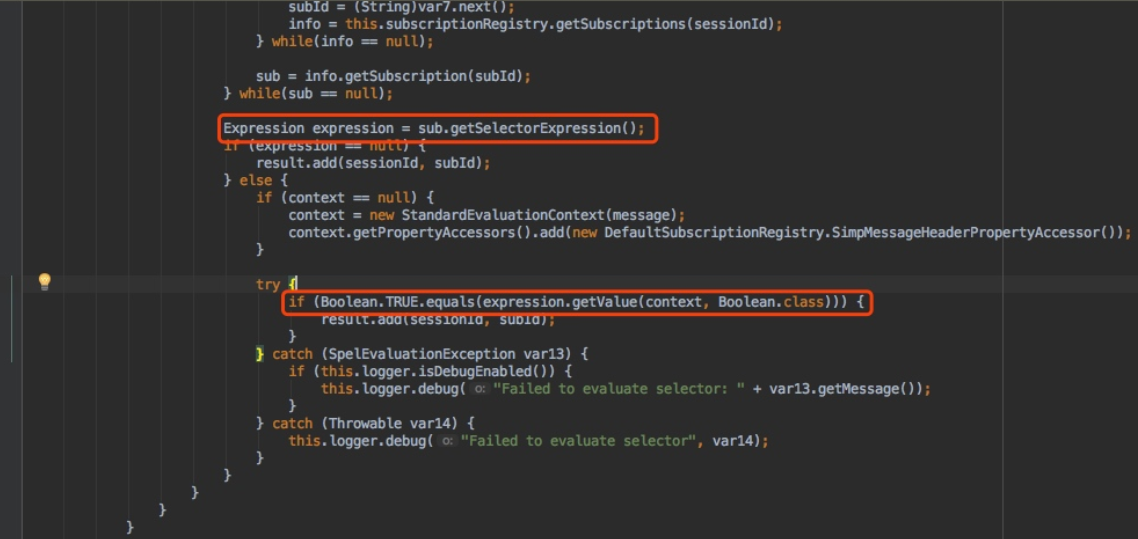 subId = (String)var7.next();
info = this.subscriptionRegistry.getSubscriptions(sessionId);
} while(info == null);
sub = info.getSubscription(subId);
} while(sub == null);
Expression expression = sub.getSelectorExpression();
if (expression == null) {
result.add(sessionId, subId);
} else {
if (context == null) {
context = new StandardEvaluationContext(message);
context.getPropertyAccessors().add(new DefaultSubscriptionRegistry.SimpMessageHeaderPropertyAccessor());
}
try {
if (Boolean.TRUE.equals(expression.getValue(context, Boolean.class))) {
result.add(sessionId, subId);
}
} catch (SpelEvaluationException var13) {
if (this.logger.isDebugEnabled()) {
this.logger.debug( o: "Failed to evaluate selector: " + var13.getMessage());
}
} catch (Throwable var14) {
this.logger.debug( o: "Failed to evaluate selector", var14);
}
}
}
}
}